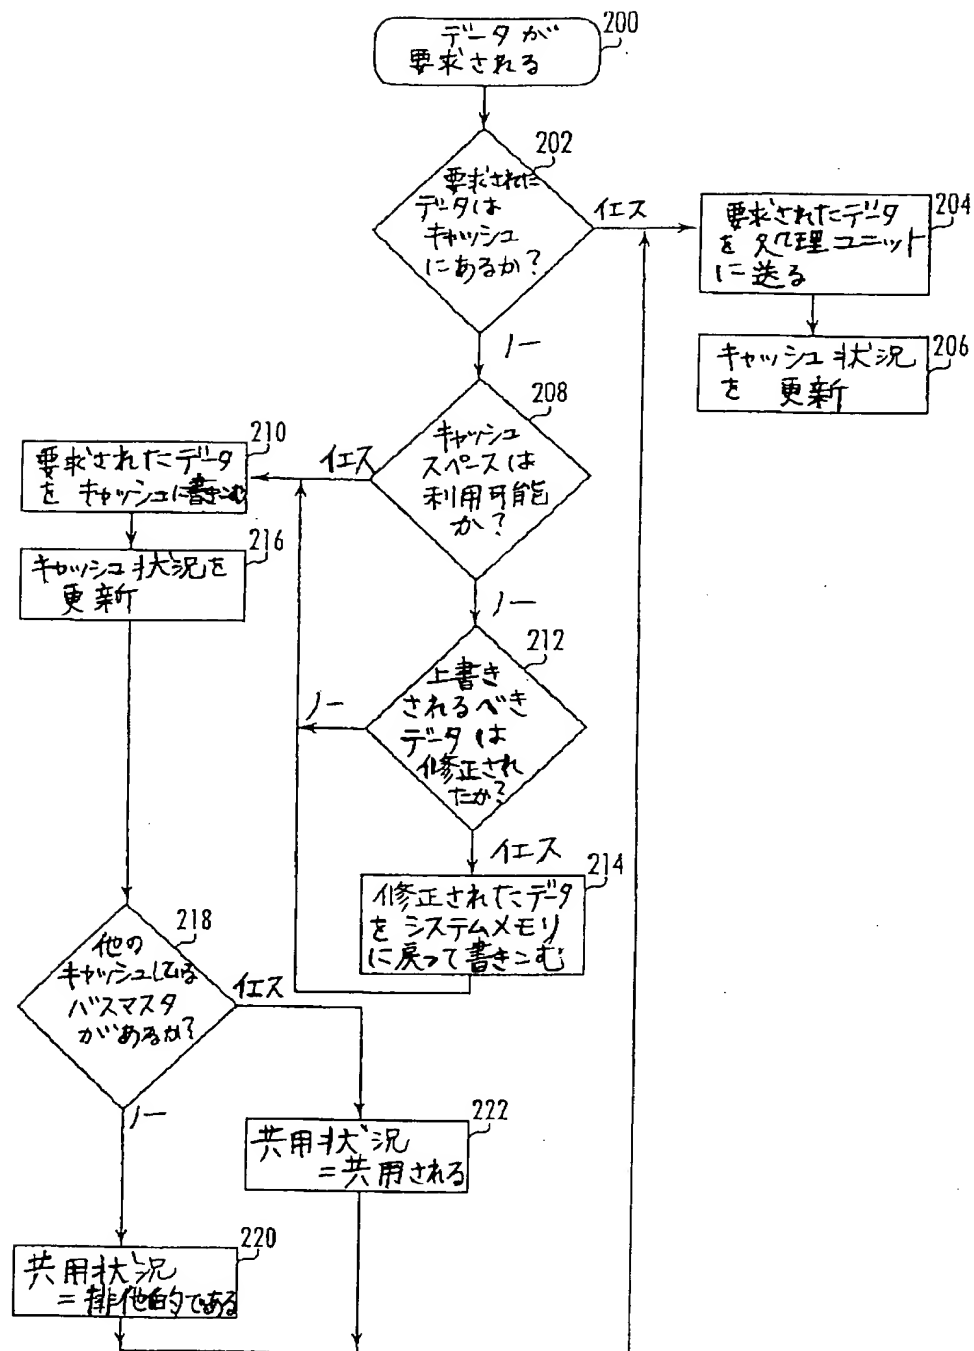 200
データが
要求される
202
要求された
データは
キャッシュ
にあるか?
イエス
204
要求されたデータ
を処理ユニット
に送る
206
キャッシュ状況
を 更新
ノー
208
キャッシュ
スペースは
利用可能
か?
イエス
210
要求されたデータ
を キャッシュに書きこむ
216
キャッシュ状況を
更新
ノー
212
上書き
されるべき
データは
修正され
たか?
ノー
イエス
214
修正されたデータ
を システムメモリ
に戻って書きこむ
218
他の
キャッシュしている
バスマスタ
があるか?
イエス
ノー
222
共用状況
=共用される
220
共用状況
=排他的である